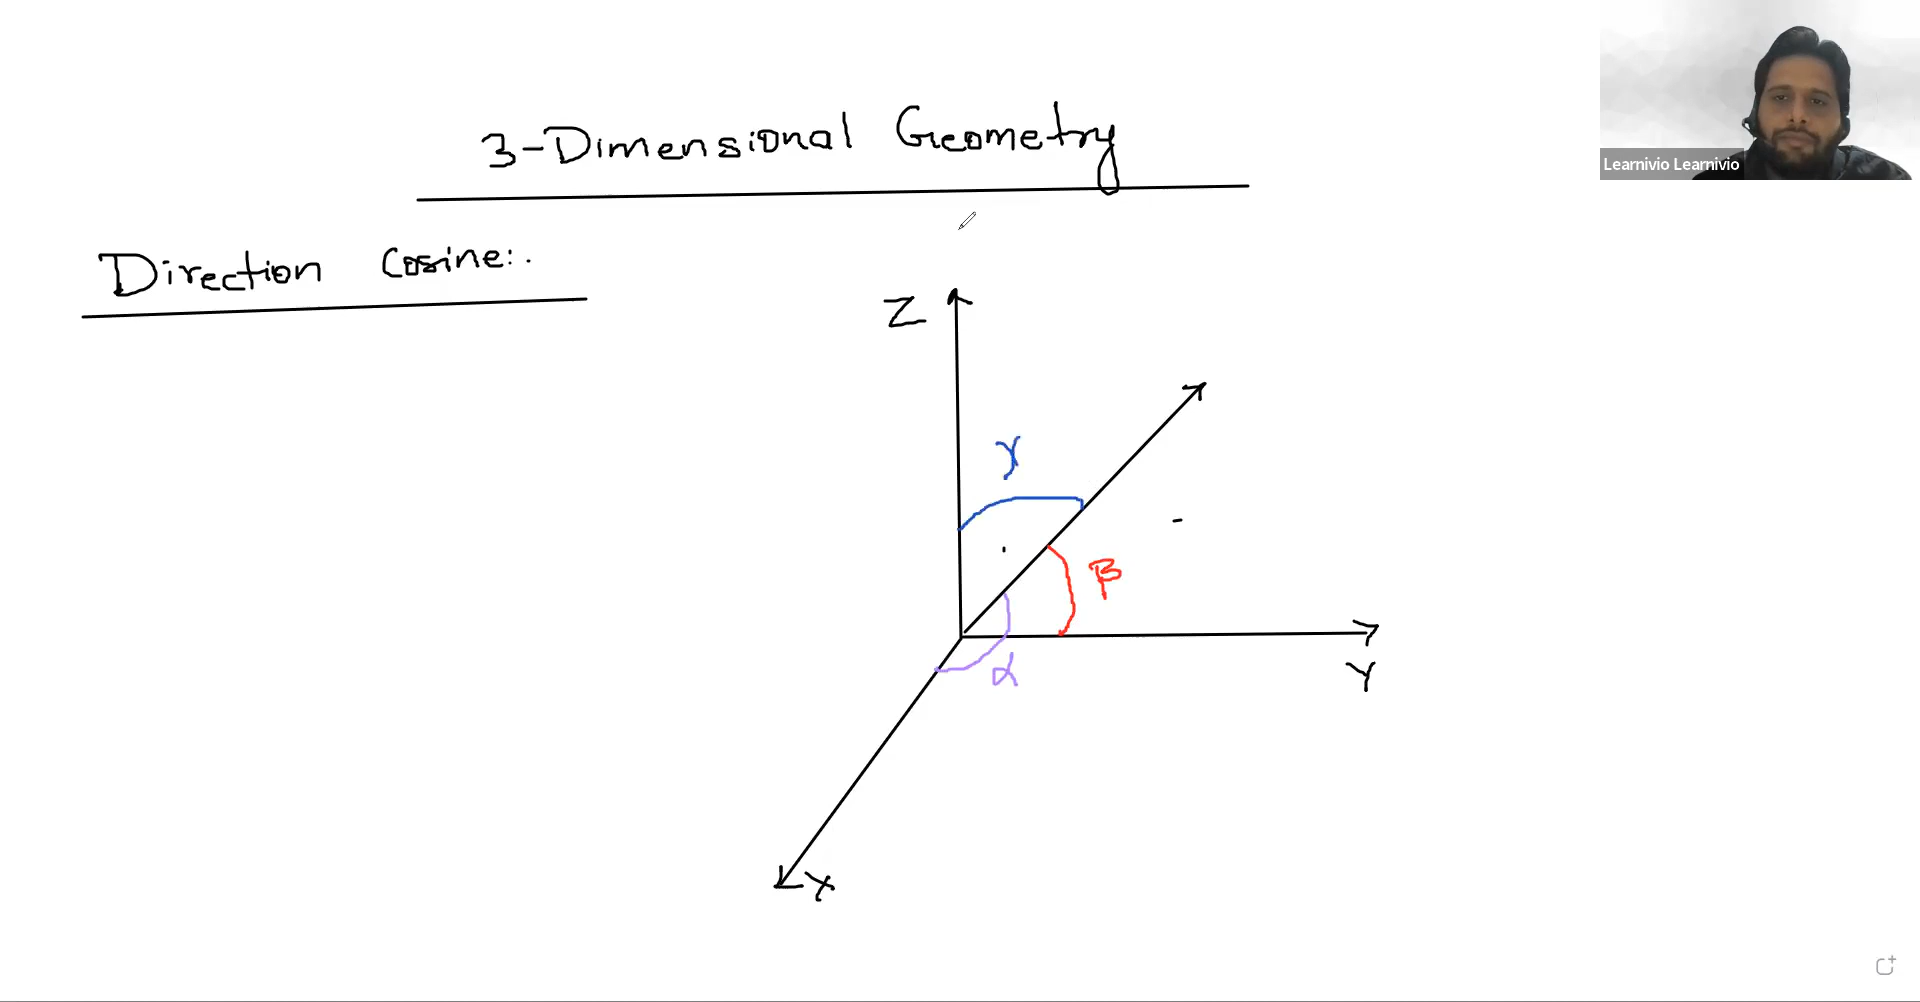 3-Dimensional Geometry
Learnivio Learnivio
Direction Cosine:.
Z
γ
β
α
Y
X